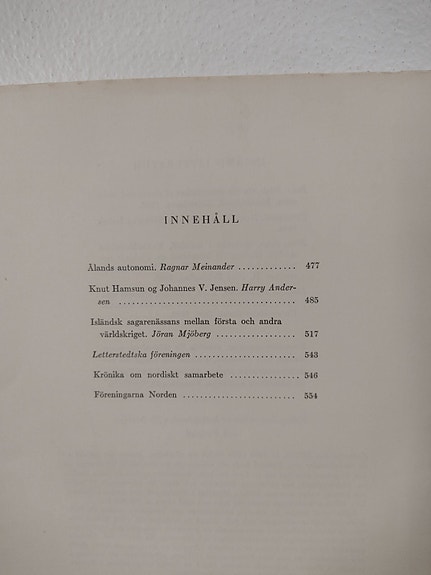 INNEHÅLL
Ålands autonomi. Ragnar Meinander ............. 477
Knut Hamsun og Johannes V. Jensen. Harry Ander-
sen ........................................ 485
Isländsk sagarenässans mellan första och andra
världskriget. Jöran Mjöberg .................. 517
Letterstedtska föreningen ....................... 543
Krönika om nordiskt samarbete ............... 546
Föreningarna Norden ......................... 554